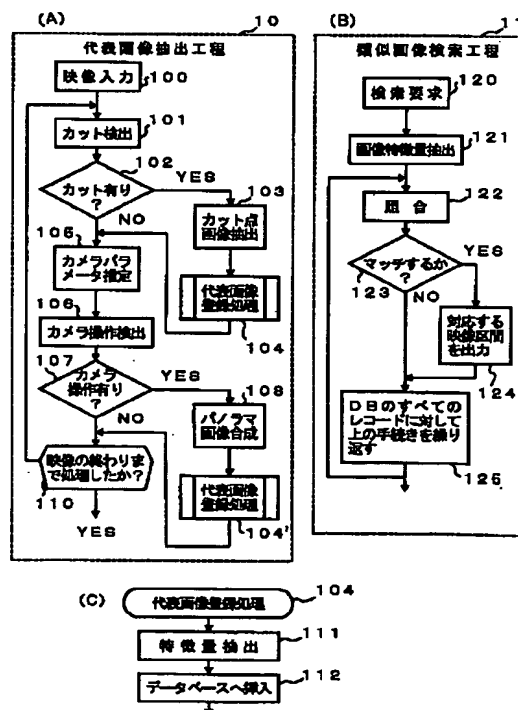 (A)
10
代表画像抽出工程
映像入力
100
カット検出
101
カット有り
?
102
YES
NO
103
カット点
画像抽出
代表画像
登録処理
104
105
カメラパラ
メータ推定
106
カメラ操作検出
107
カメラ
操作有り
?
YES
NO
108
パノラマ
画像合成
代表画像
登録処理
104'
映像の終わりま
で処理したか?
110
YES
(B)
類似画像検索工程
検索要求
120
画像特徴量抽出
121
照合
122
マッチするか
?
123
YES
NO
対応する
映像区間
を出力
124
DBのすべての
レコードに対して
上の手続きを繰り
返す
125
(C)
代表画像登録処理
104
特徴量抽出
111
データベースへ挿入
112